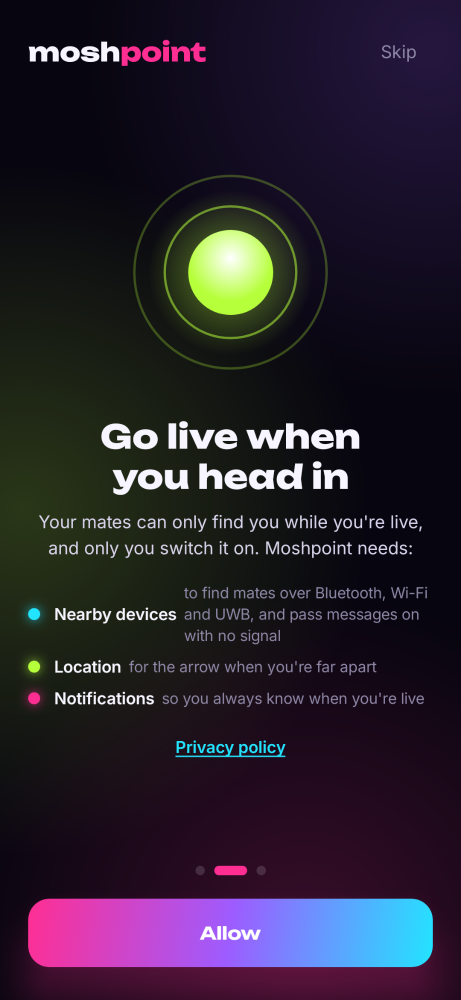 moshpoint
Skip
Go live when
you head in
Your mates can only find you while you're live,
and only you switch it on. Moshpoint needs:
Nearby devices
to find mates over Bluetooth, Wi-Fi
and UWB, and pass messages on
with no signal
Location for the arrow when you're far apart
Notifications so you always know when you're live
Privacy policy
Allow